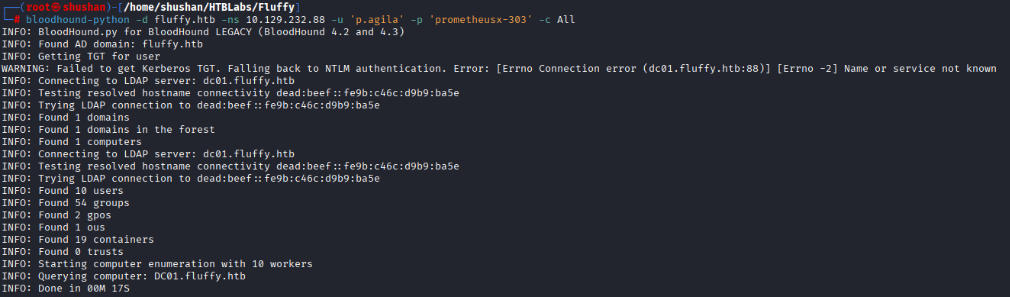 ┌──(root㉿shushan)-[/home/shushan/HTBLabs/Fluffy]
└─# bloodhound-python -d fluffy.htb -ns 10.129.232.88 -u 'p.agila' -p 'prometheusx-303' -c All
INFO: BloodHound.py for BloodHound LEGACY (BloodHound 4.2 and 4.3)
INFO: Found AD domain: fluffy.htb
INFO: Getting TGT for user
WARNING: Failed to get Kerberos TGT. Falling back to NTLM authentication. Error: [Errno Connection error (dc01.fluffy.htb:88)] [Errno -2] Name or service not known
INFO: Connecting to LDAP server: dc01.fluffy.htb
INFO: Testing resolved hostname connectivity dead:beef::fe9b:c46c:d9b9:ba5e
INFO: Trying LDAP connection to dead:beef::fe9b:c46c:d9b9:ba5e
INFO: Found 1 domains
INFO: Found 1 domains in the forest
INFO: Found 1 computers
INFO: Connecting to LDAP server: dc01.fluffy.htb
INFO: Testing resolved hostname connectivity dead:beef::fe9b:c46c:d9b9:ba5e
INFO: Trying LDAP connection to dead:beef::fe9b:c46c:d9b9:ba5e
INFO: Found 10 users
INFO: Found 54 groups
INFO: Found 2 gpos
INFO: Found 1 ous
INFO: Found 19 containers
INFO: Found 0 trusts
INFO: Starting computer enumeration with 10 workers
INFO: Querying computer: DC01.fluffy.htb
INFO: Done in 00M 17S